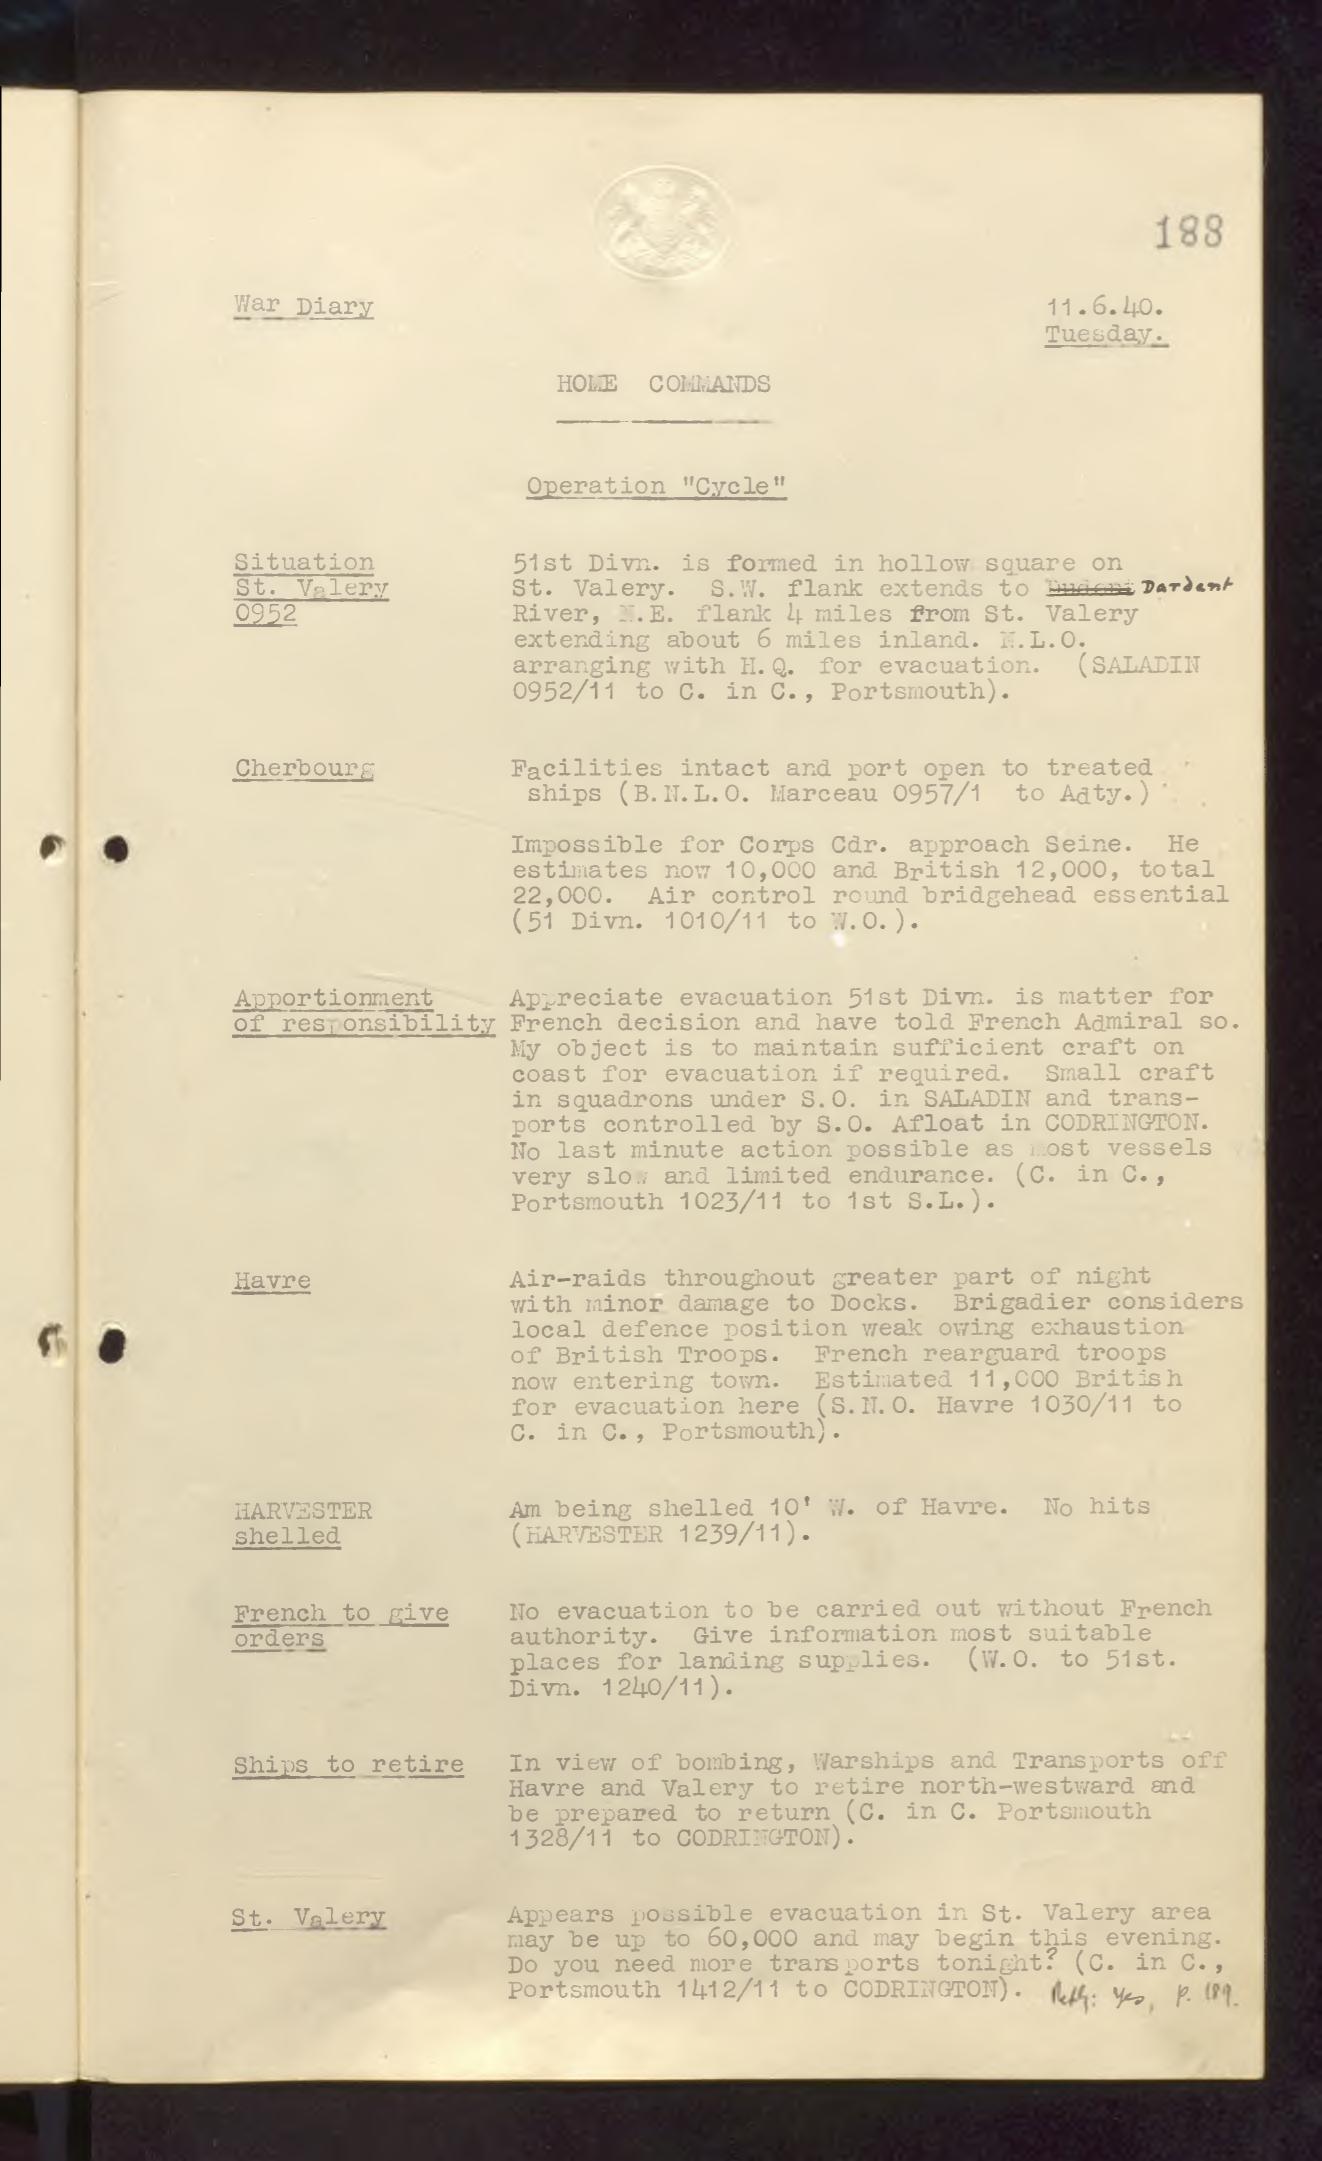 188
War Diary
11.6.40.
Tuesday.
HOME COMMANDS
Operation "Cycle"
Situation
St. Valery
0952
51st Divn. is formed in hollow square on
St. Valery. S.W. flank extends to Dardent
River, N.E. flank 4 miles from St. Valery
extending about 6 miles inland. N.L.O.
arranging with H.Q. for evacuation. (SALADIN
0952/11 to C. in C., Portsmouth).
Cherbourg
Facilities intact and port open to treated
ships (B.N.L.O. Marceau 0957/1 to Adty.)
Impossible for Corps Cdr. approach Seine. He
estimates now 10,000 and British 12,000, total
22,000. Air control round bridgehead essential
(51 Divn. 1010/11 to W.O.).
Apportionment
of responsibility
Appreciate evacuation 51st Divn. is matter for
French decision and have told French Admiral so.
My object is to maintain sufficient craft on
coast for evacuation if required. Small craft
in squadrons under S.O. in SALADIN and trans-
ports controlled by S.O. Afloat in CODRINGTON.
No last minute action possible as most vessels
very slow and limited endurance. (C. in C.,
Portsmouth 1023/11 to 1st S.L.).
Havre
Air-raids throughout greater part of night
with minor damage to Docks. Brigadier considers
local defence position weak owing exhaustion
of British Troops. French rearguard troops
now entering town. Estimated 11,000 British
for evacuation here (S.N.O. Havre 1030/11 to
C. in C., Portsmouth).
HARVESTER
shelled
Am being shelled 10' W. of Havre. No hits
(HARVESTER 1239/11).
French to give
orders
No evacuation to be carried out without French
authority. Give information most suitable
places for landing supplies. (W.O. to 51st.
Divn. 1240/11).
Ships to retire
In view of bombing, Warships and Transports off
Havre and Valery to retire north-westward and
be prepared to return (C. in C. Portsmouth
1328/11 to CODRINGTON).
St. Valery
Appears possible evacuation in St. Valery area
may be up to 60,000 and may begin this evening.
Do you need more transports tonight? (C. in C.,
Portsmouth 1412/11 to CODRINGTON). Reply: Yes, p. 189.